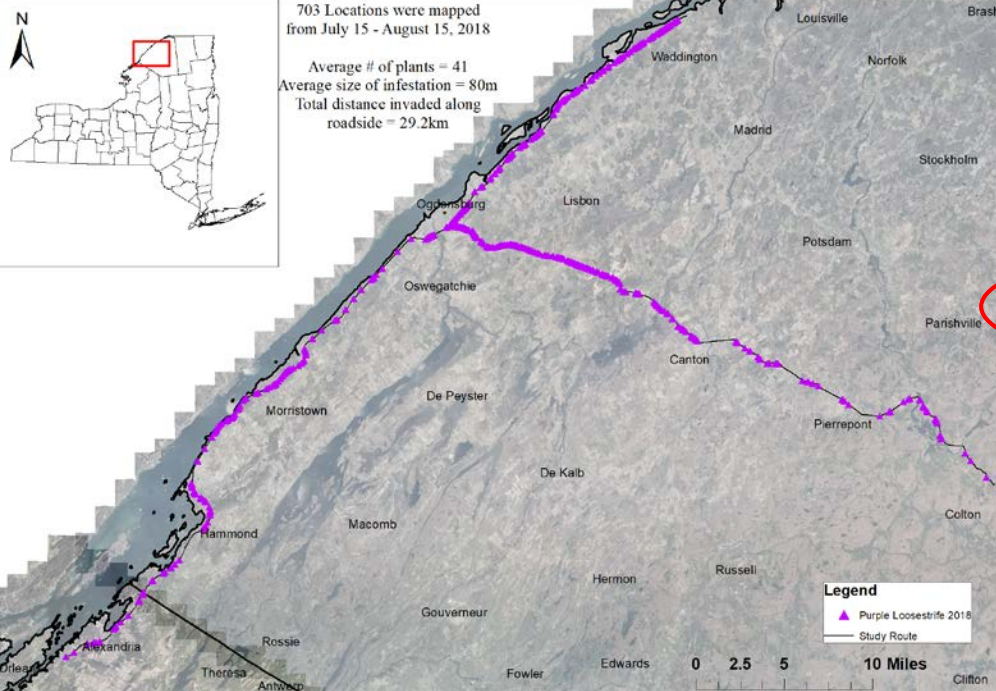 N
703 Locations were mapped
from July 15 - August 15, 2018
Average # of plants = 41
Average size of infestation = 80m
Total distance invaded along
roadside = 29.2km
Louisville
Waddington
Norfolk
Madrid
Stockholm
Lisbon
Ogdensburg
Potsdam
Oswegatchie
Parishville
Canton
De Peyster
Morristown
Pierrepont
De Kalb
Colton
Macomb
Hammond
Russell
Hermon
Gouverneur
Legend
Purple Loosestrife 2018
Study Route
Rossie
Alexandria
Edwards
0 2.5 5 10 Miles
Theresa
Fowler
Clifton
Antwerp